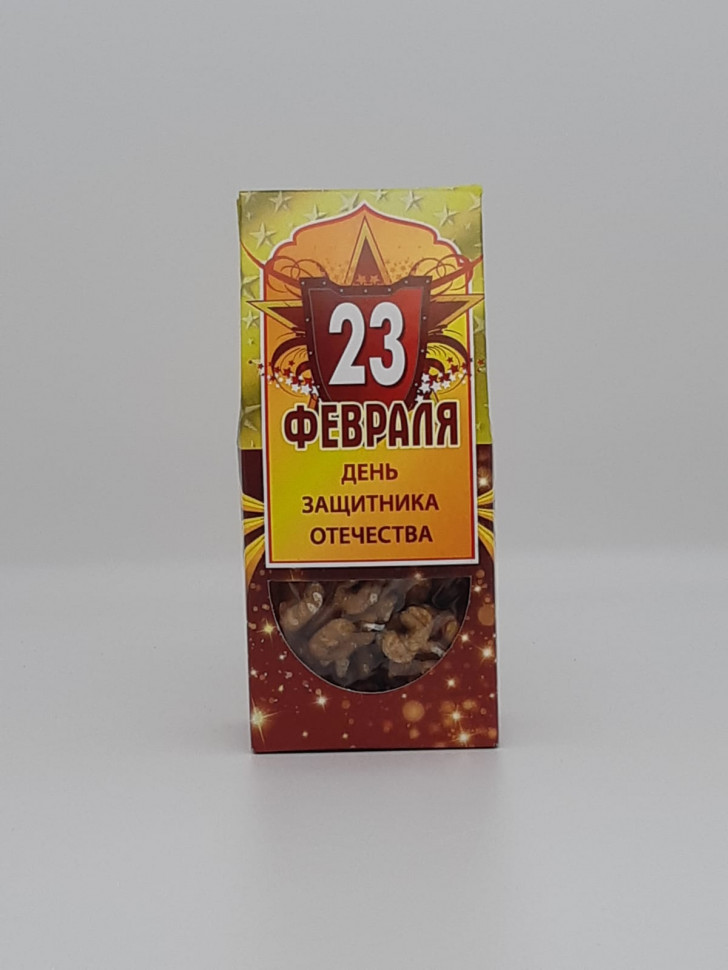 23
ФЕВРАЛЯ
ДЕНЬ
ЗАЩИТНИКА
ОТЕЧЕСТВА